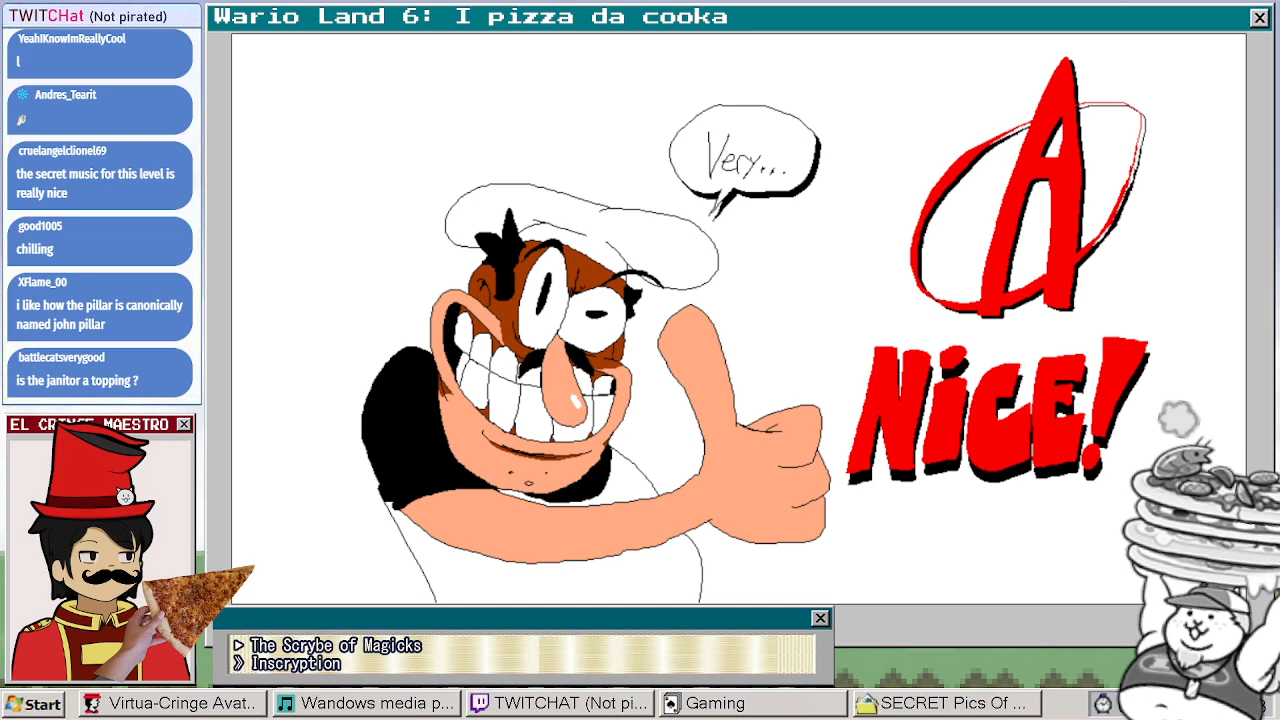 TWITCHat (Not pirated)
YeahIKnowImReallyCool
l
Andres_Tearit
cruelangelclionel69
the secret music for this level is
really nice
good1005
chilling
XFlame_00
i like how the pillar is canonically
named john pillar
battlecatsverygood
is the janitor a topping ?
EL CRINGE MAESTRO
Wario Land 6: I pizza da cooka
Very...
A
NiCE!
The Scrybe of Magicks
Inscryption
Start
Virtua-Cringe Avat...
Wandows media p...
TWITCHAT (Not pi...
Gaming
SECRET Pics Of ...